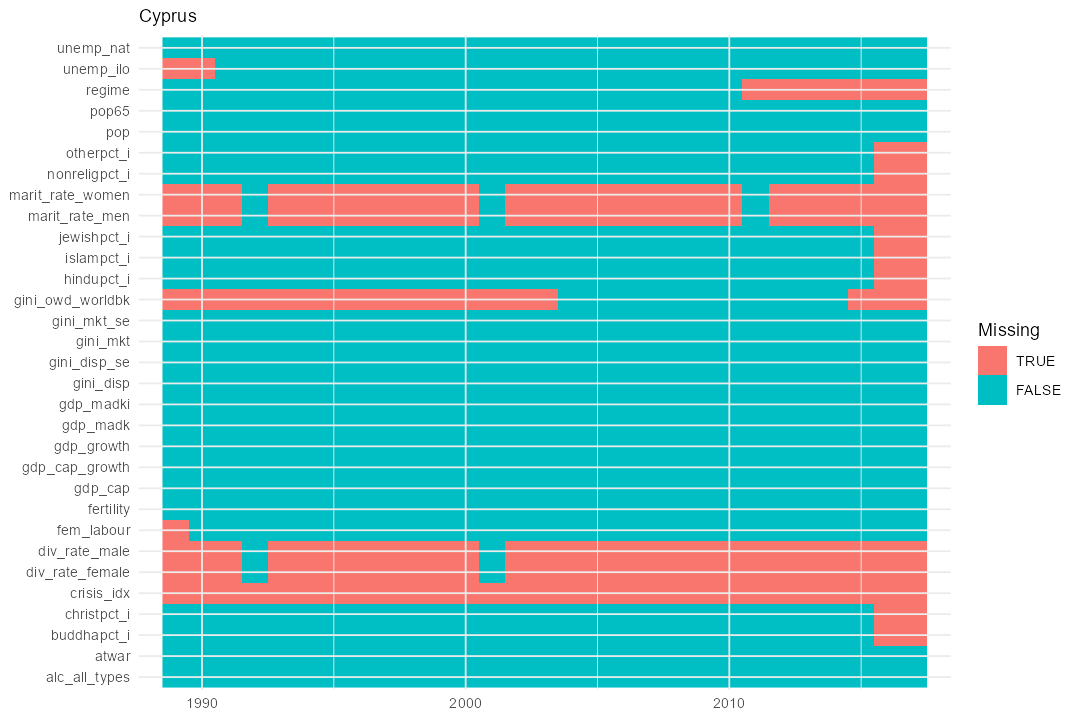 Cyprus
unemp_nat
unemp_ilo
regime
pop65
pop
otherpct_i
nonreligpct_i
marit_rate_women
marit_rate_men
jewishpct_i
islampct_i
hindupct_i
gini_owd_worldbk
gini_mkt_se
gini_mkt
gini_disp_se
gini_disp
gdp_madki
gdp_madk
gdp_growth
gdp_cap_growth
gdp_cap
fertility
fem_labour
div_rate_male
div_rate_female
crisis_idx
christpct_i
buddhapct_i
atwar
alc_all_types
1990 2000 2010
Missing
TRUE
FALSE